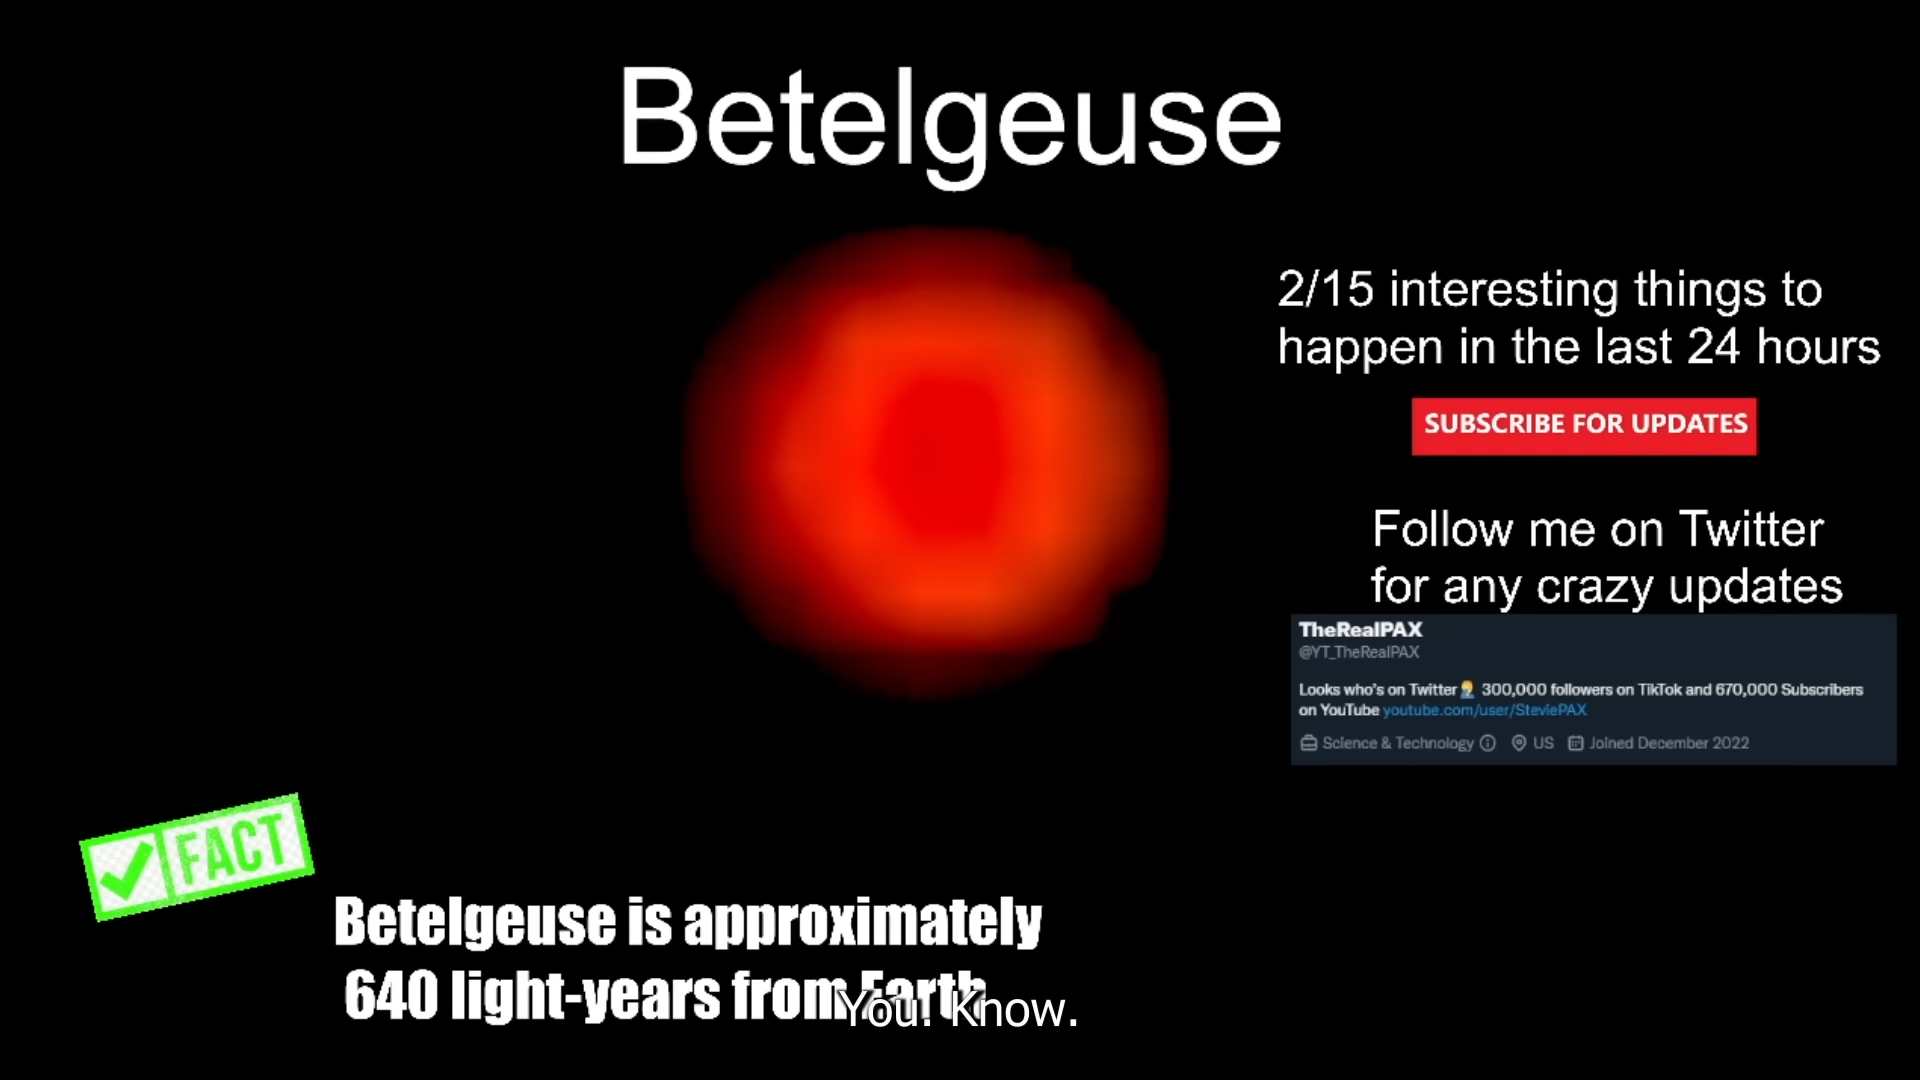 Betelgeuse
2/15 interesting things to
happen in the last 24 hours
SUBSCRIBE FOR UPDATES
Follow me on Twitter
for any crazy updates
TheRealPAX
@YT_TheRealPAX
Looks who's on Twitter🤦 300,000 followers on TikTok and 670,000 Subscribers
on YouTube youtube.com/user/SteviePAX
Science & Technology US Joined December 2022
FACT
Betelgeuse is approximately
640 light-years from Earth
You. Know.